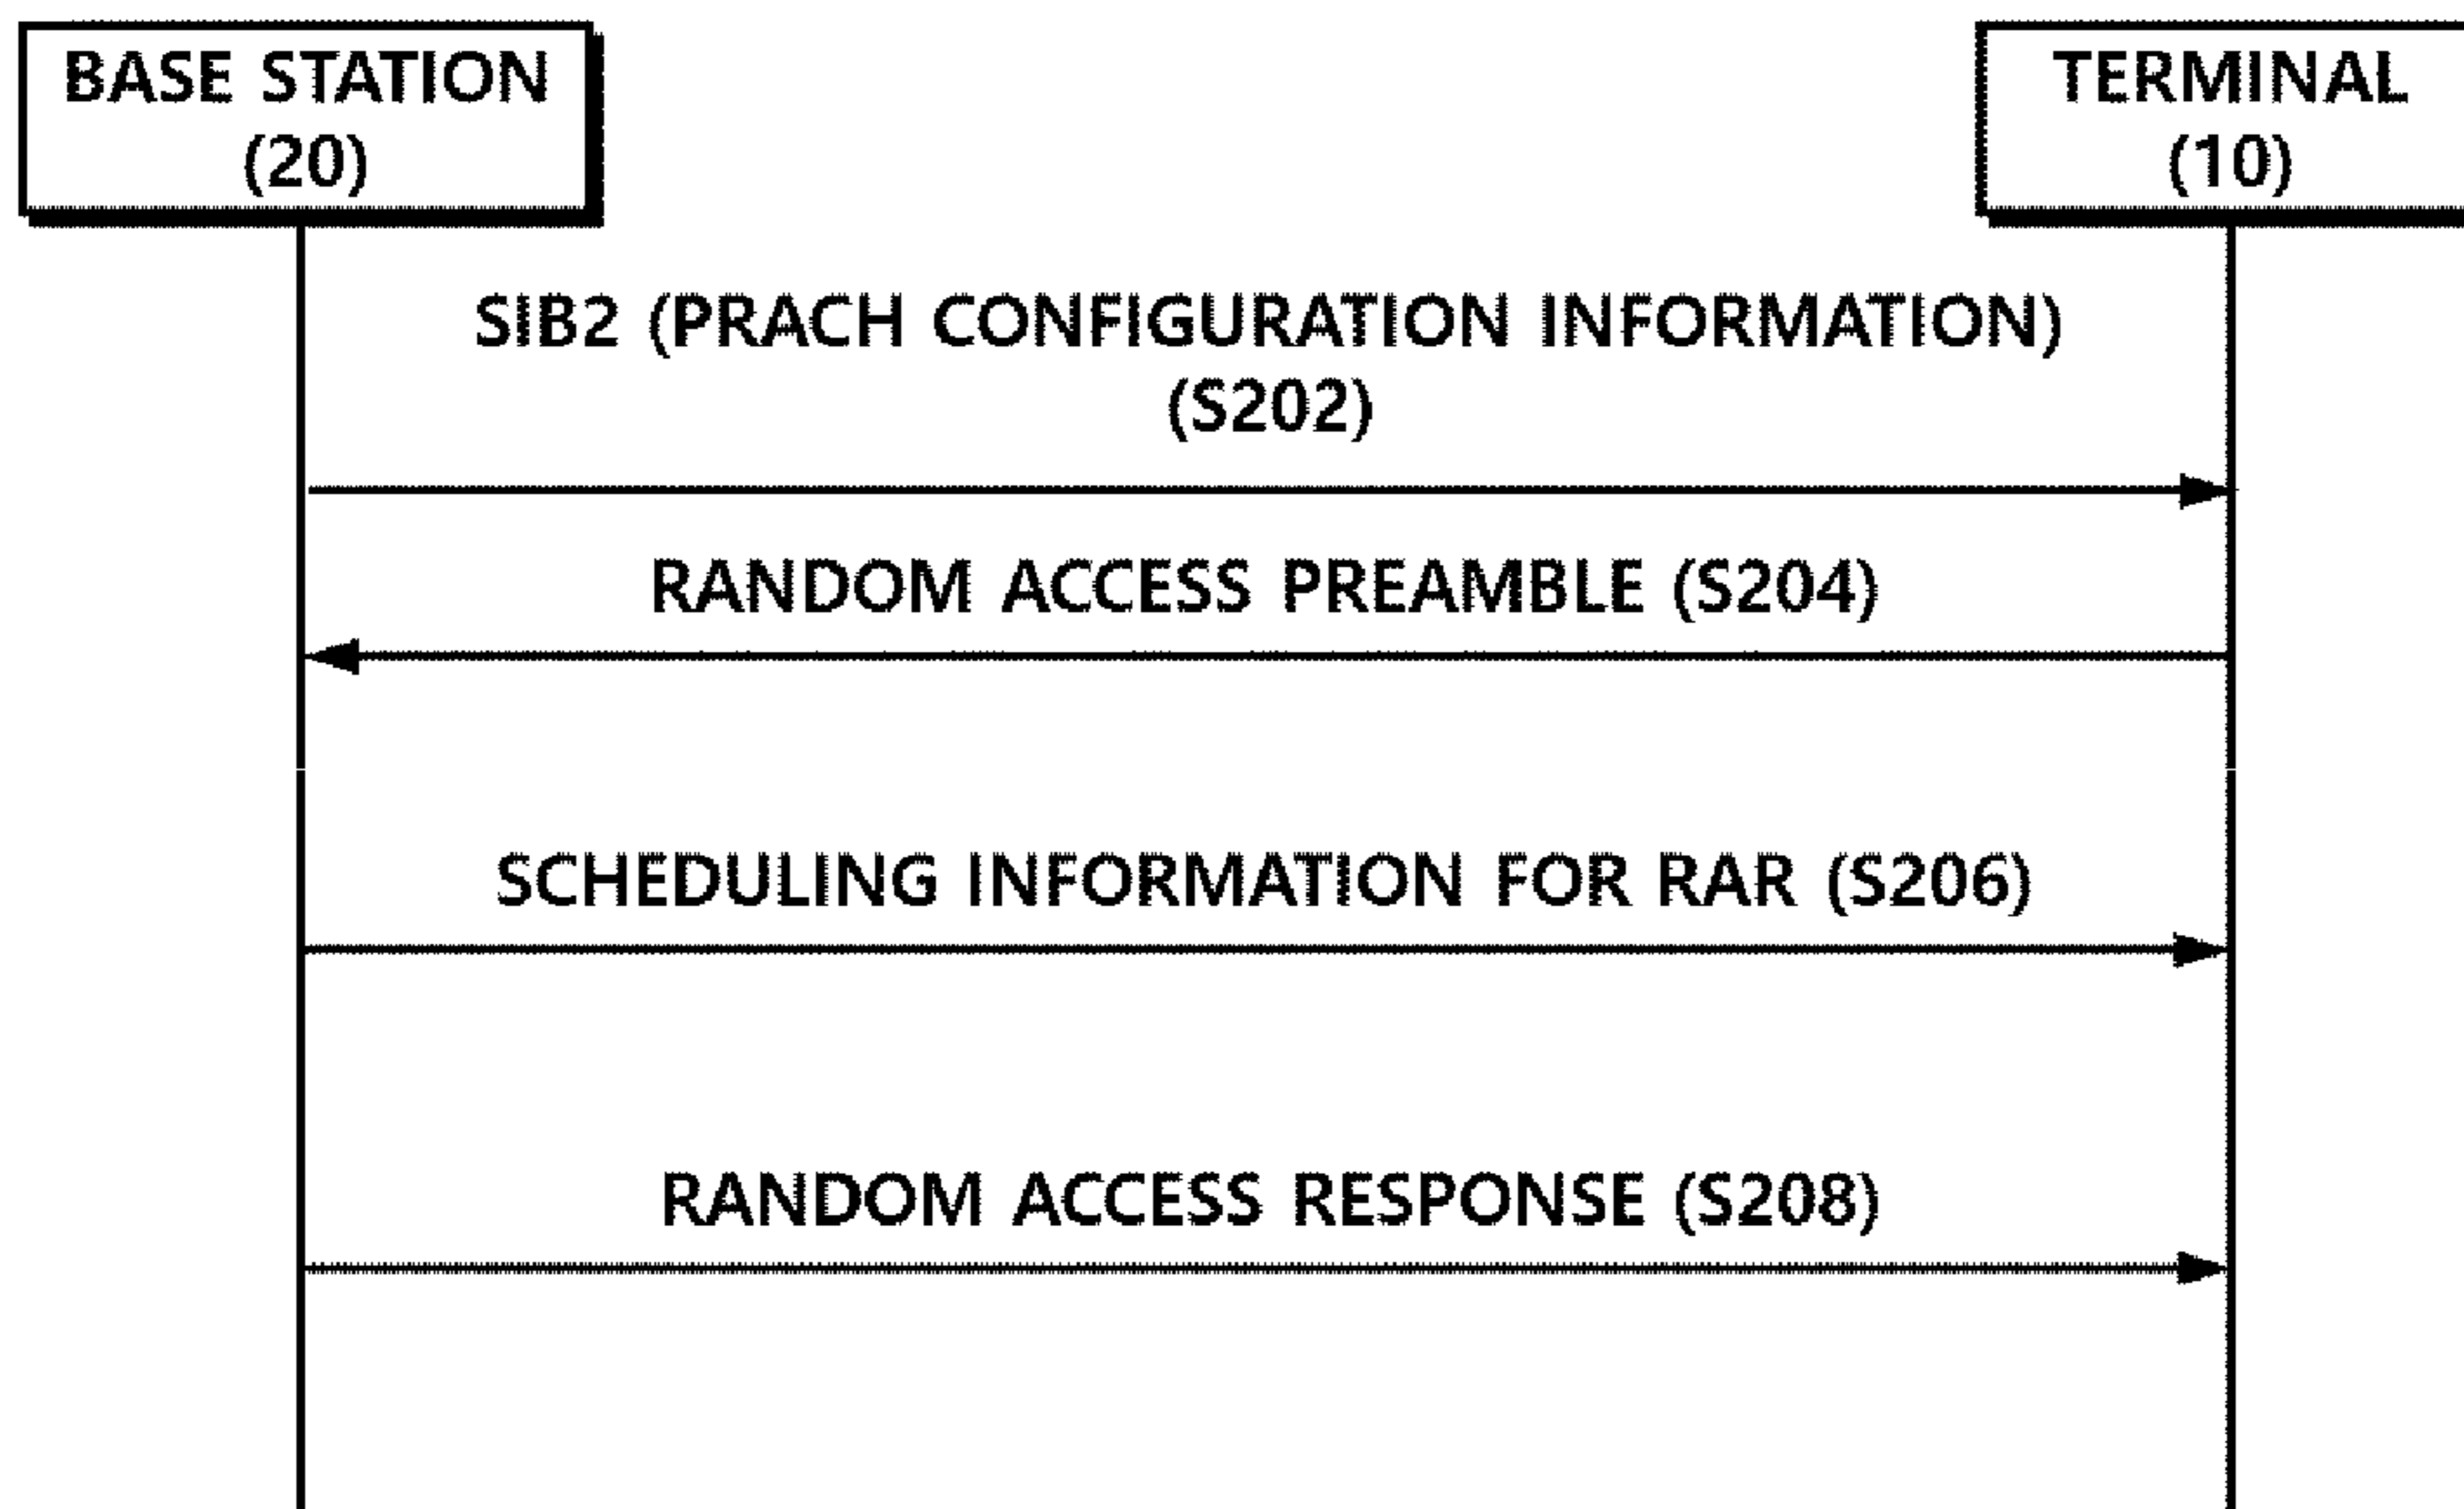 BASE STATION
(20)
TERMINAL
(10)
SIB2 (PRACH CONFIGURATION INFORMATION)
(S202)
RANDOM ACCESS PREAMBLE (S204)
SCHEDULING INFORMATION FOR RAR (S206)
RANDOM ACCESS RESPONSE (S208)